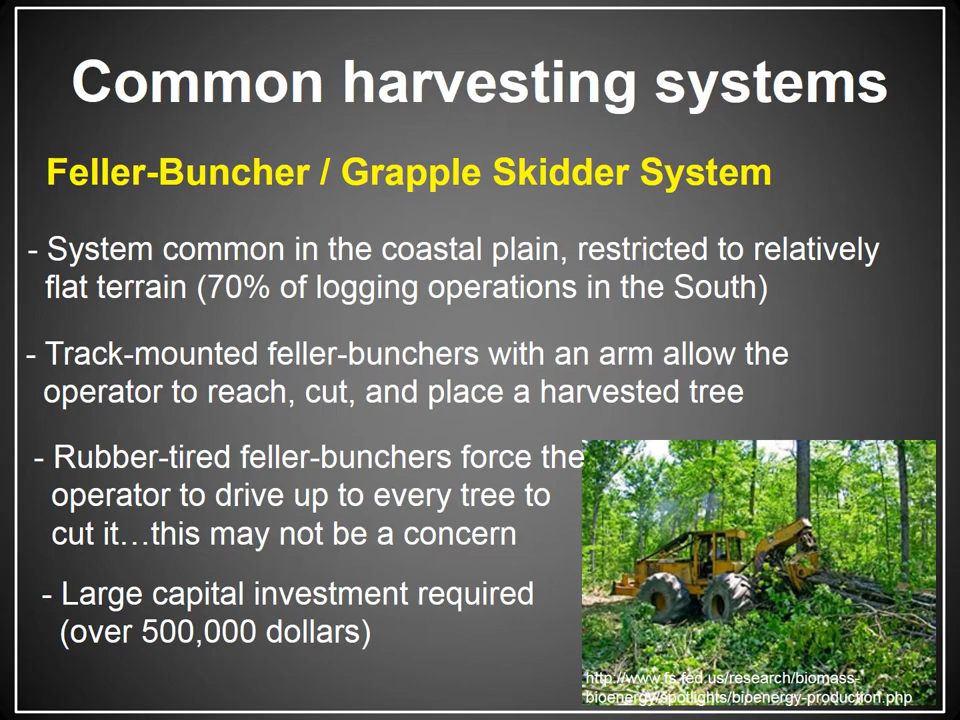 Common harvesting systems
Feller-Buncher / Grapple Skidder System
- System common in the coastal plain, restricted to relatively
flat terrain (70% of logging operations in the South)
- Track-mounted feller-bunchers with an arm allow the
operator to reach, cut, and place a harvested tree
- Rubber-tired feller-bunchers force the
operator to drive up to every tree to
cut it…this may not be a concern
- Large capital investment required
(over 500,000 dollars)
http://www.fs.fed.us/research/biomass-
bioenergy/spotlights/bioenergy-production.php